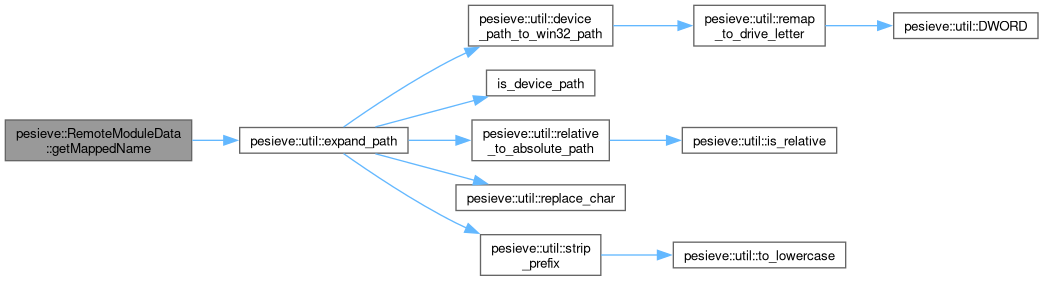 pesieve::RemoteModuleData
::getMappedName
pesieve::util::expand_path
pesieve::util::device
_path_to_win32_path
pesieve::util::remap
_to_drive_letter
pesieve::util::DWORD
is_device_path
pesieve::util::relative
_to_absolute_path
pesieve::util::is_relative
pesieve::util::replace_char
pesieve::util::strip
_prefix
pesieve::util::to_lowercase